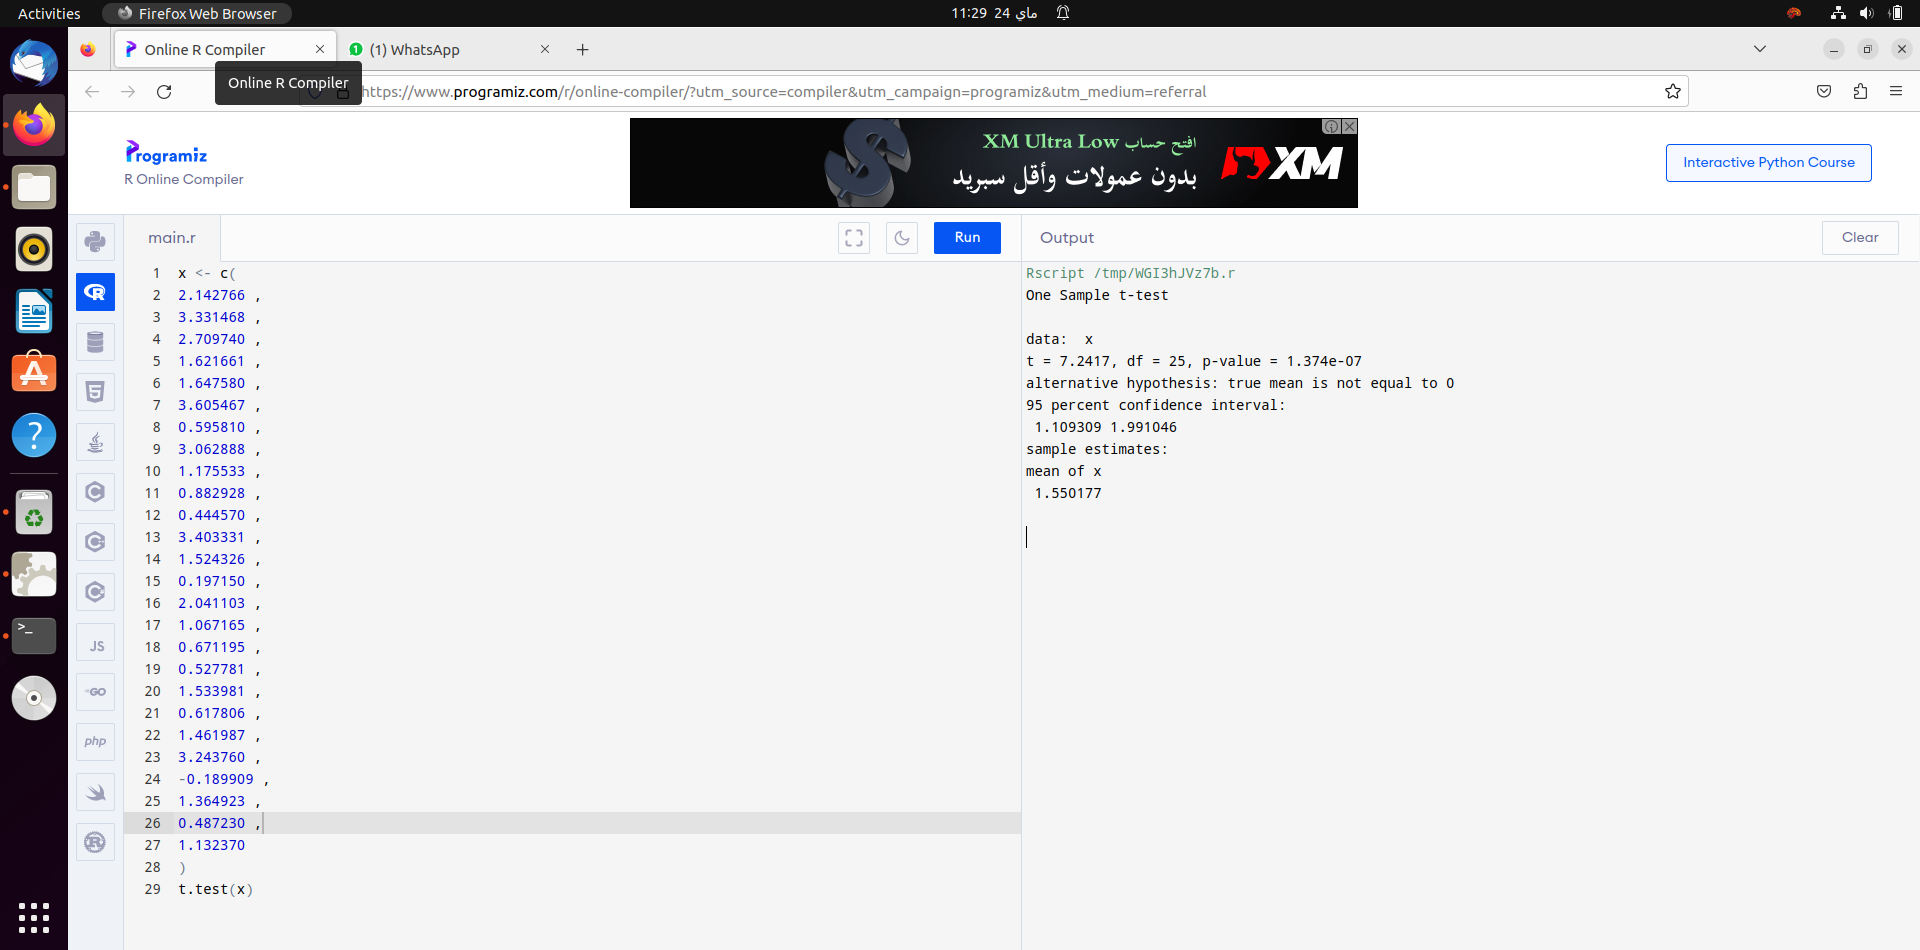 Activities
Firefox Web Browser
11:29 24 ماي
Online R Compiler
(1) WhatsApp
Online R Compiler
https://www.programiz.com/r/online-compiler/?utm_source=compiler&utm_campaign=programiz&utm_medium=referral
Programiz
R Online Compiler
افتح حساب XM Ultra Low
بدون عمولات وأقل سبريد
XM
Interactive Python Course
main.r
Run
Output
Clear
1 x <- c(
2 2.142766 ,
3 3.331468 ,
4 2.709740 ,
5 1.621661 ,
6 1.647580 ,
7 3.605467 ,
8 0.595810 ,
9 3.062888 ,
10 1.175533 ,
11 0.882928 ,
12 0.444570 ,
13 3.403331 ,
14 1.524326 ,
15 0.197150 ,
16 2.041103 ,
17 1.067165 ,
18 0.671195 ,
19 0.527781 ,
20 1.533981 ,
21 0.617806 ,
22 1.461987 ,
23 3.243760 ,
24 -0.189909 ,
25 1.364923 ,
26 0.487230 ,
27 1.132370
28 )
29 t.test(x)
Rscript /tmp/WGI3hJVz7b.r
One Sample t-test
data:  x
t = 7.2417, df = 25, p-value = 1.374e-07
alternative hypothesis: true mean is not equal to 0
95 percent confidence interval:
1.109309 1.991046
sample estimates:
mean of x
1.550177
JS
GO
php